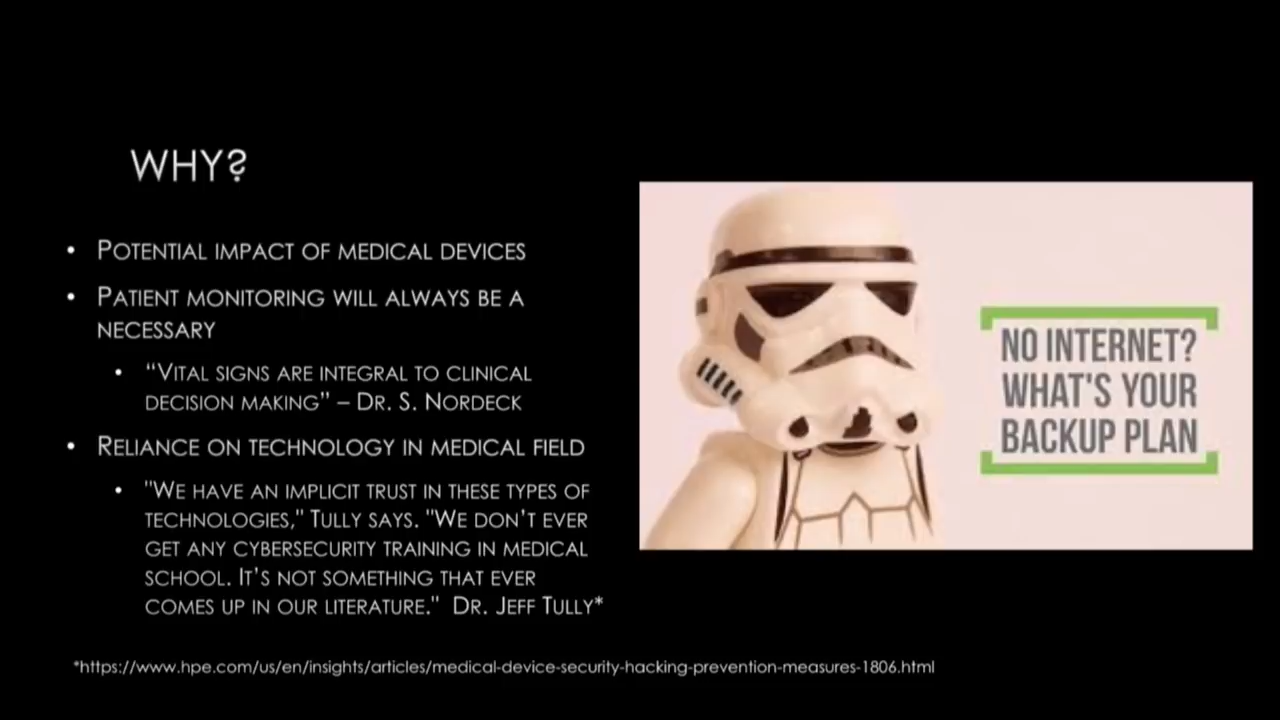 WHY?
• POTENTIAL IMPACT OF MEDICAL DEVICES
• PATIENT MONITORING WILL ALWAYS BE A
NECESSARY
• “VITAL SIGNS ARE INTEGRAL TO CLINICAL
DECISION MAKING” – DR. S. NORDECK
• RELIANCE ON TECHNOLOGY IN MEDICAL FIELD
• "WE HAVE AN IMPLICIT TRUST IN THESE TYPES OF
TECHNOLOGIES," TULLY SAYS. "WE DON’T EVER
GET ANY CYBERSECURITY TRAINING IN MEDICAL
SCHOOL. IT’S NOT SOMETHING THAT EVER
COMES UP IN OUR LITERATURE." DR. JEFF TULLY*
NO INTERNET?
WHAT'S YOUR
BACKUP PLAN
*https://www.hpe.com/us/en/insights/articles/medical-device-security-hacking-prevention-measures-1806.html